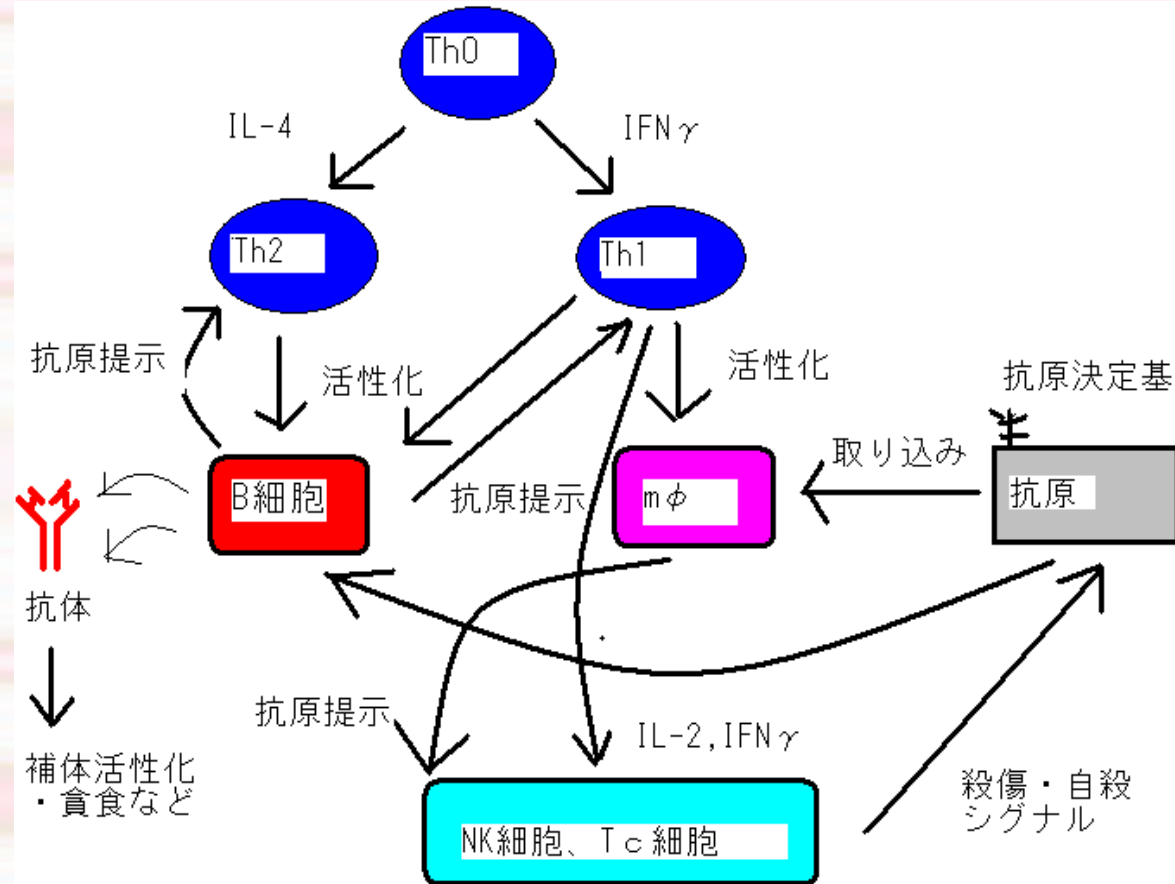 Th0
IL-4
IFNγ
Th2
Th1
抗原提示
活性化
活性化
抗原決定基
取り込み
B細胞
抗原提示
mφ
抗原
抗体
抗原提示
IL-2,IFNγ
補体活性化
・貪食など
殺傷・自殺
シグナル
NK細胞、Tc細胞